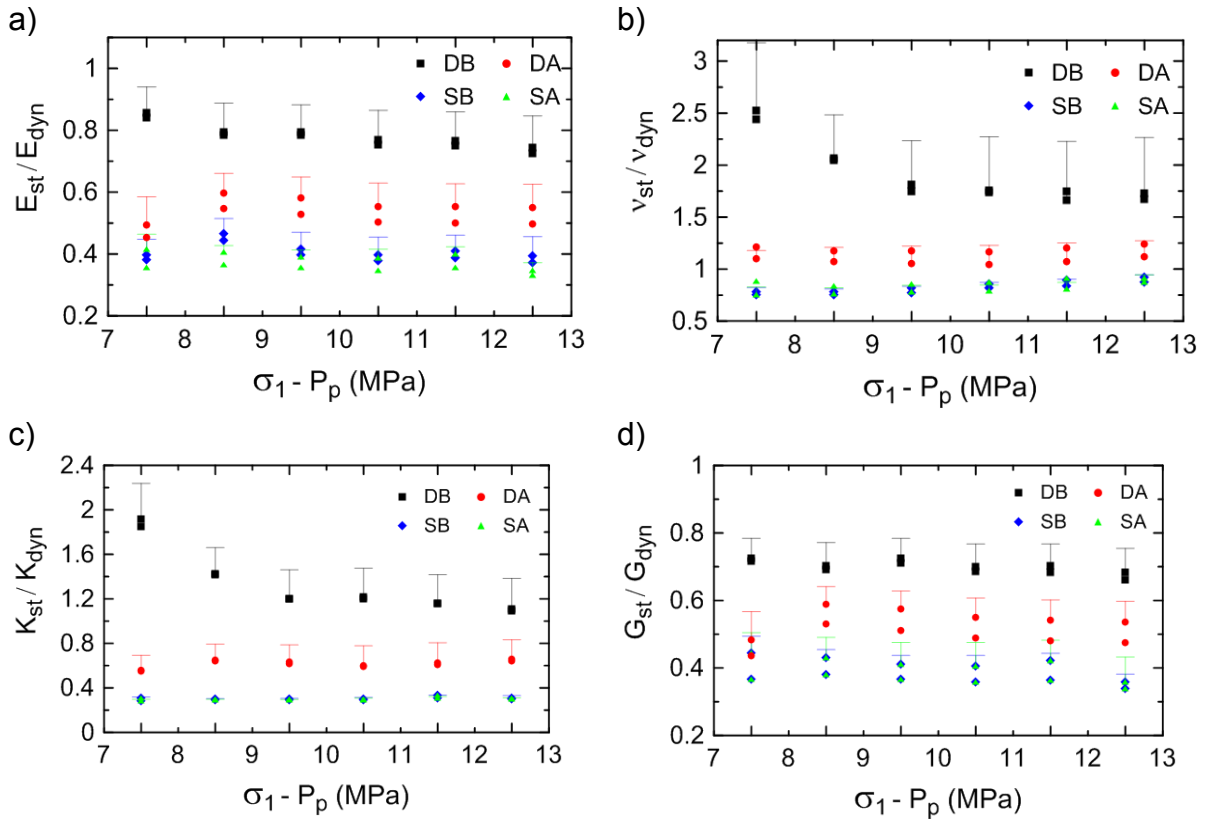 a)
1
0.8
0.6
0.4
0.2
E_st / E_dyn
DB DA
SB SA
7 8 9 10 11 12 13
σ1 - Pp (MPa)
b)
3
2.5
2
1.5
1
0.5
ν_st / ν_dyn
DB DA
SB SA
7 8 9 10 11 12 13
σ1 - Pp (MPa)
c)
2.4
2
1.6
1.2
0.8
0.4
0
K_st / K_dyn
DB DA
SB SA
7 8 9 10 11 12 13
σ1 - Pp (MPa)
d)
1
0.8
0.6
0.4
0.2
G_st / G_dyn
DB DA
SB SA
7 8 9 10 11 12 13
σ1 - Pp (MPa)